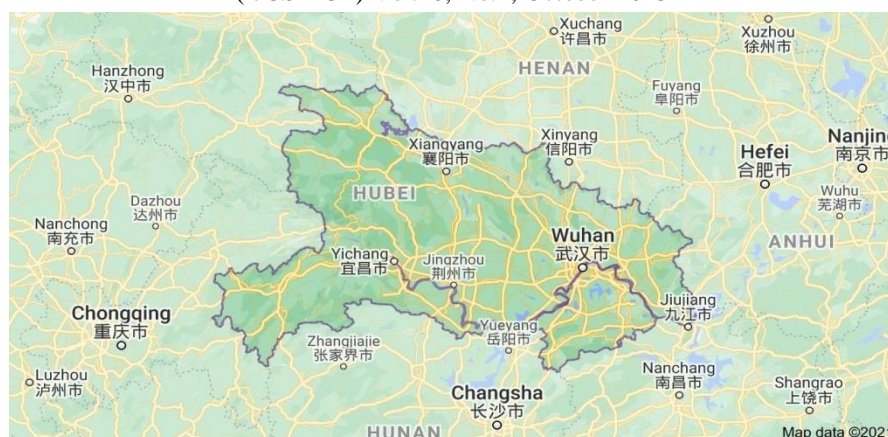 Xuchang
许昌市
Xuzhou
徐州市
Hanzhong
汉中市
HENAN
Fuyang
阜阳市
Xiangyang
襄阳市
Xinyang
信阳市
Hefei
合肥市
Nanjing
南京市
HUBEI
Dazhou
达州市
Wuhu
芜湖市
Nanchong
南充市
Wuhan
武汉市
ANHUI
Yichang
宜昌市
Jingzhou
荆州市
Chongqing
重庆市
Jiujiang
九江市
Yueyang
岳阳市
Zhangjiajie
张家界市
Luzhou
泸州市
Nanchang
南昌市
Changsha
长沙市
Shangrao
上饶市
HUNAN
Map data ©202